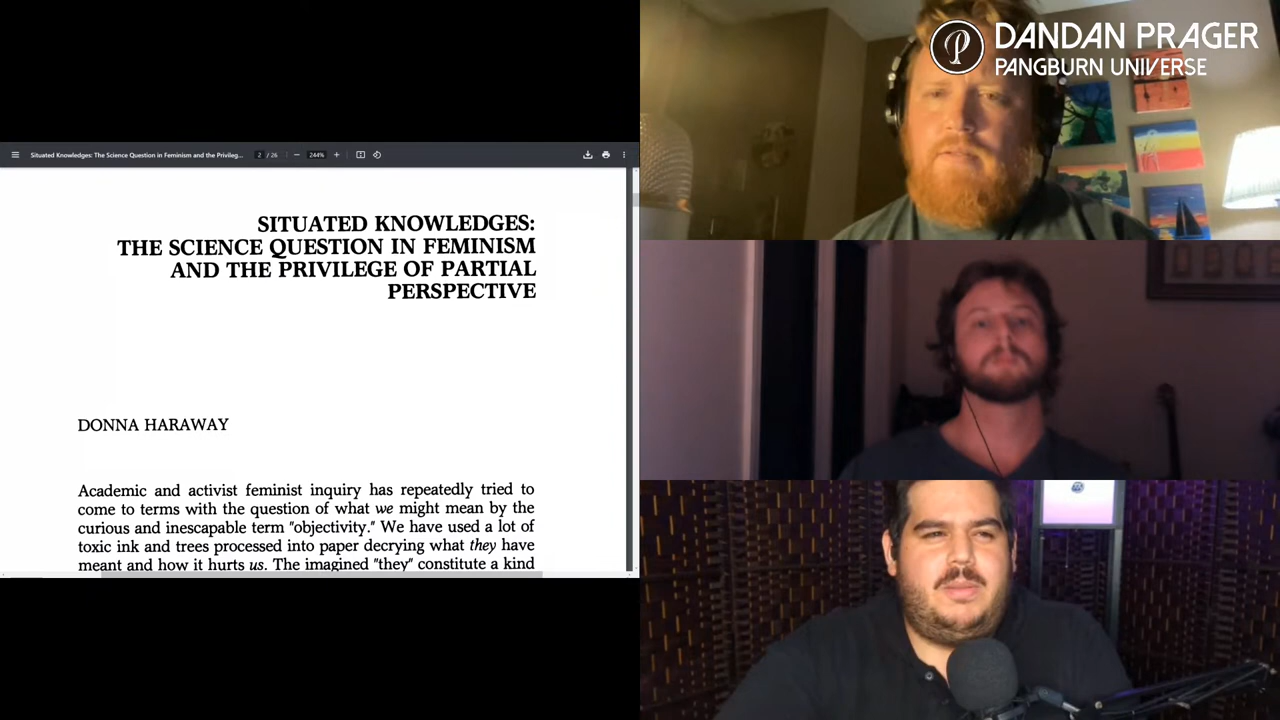 Situated Knowledges: The Science Question in Feminism and the Privileg...
2 / 26
244%
SITUATED KNOWLEDGES:
THE SCIENCE QUESTION IN FEMINISM
AND THE PRIVILEGE OF PARTIAL
PERSPECTIVE
DONNA HARAWAY
Academic and activist feminist inquiry has repeatedly tried to
come to terms with the question of what we might mean by the
curious and inescapable term "objectivity." We have used a lot of
toxic ink and trees processed into paper decrying what they have
meant and how it hurts us. The imagined "they" constitute a kind
P
DANDAN PRAGER
PANGBURN UNIVERSE